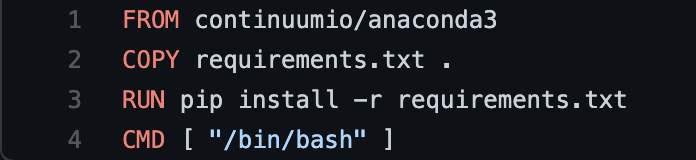 1 FROM continuumio/anaconda3
2 COPY requirements.txt .
3 RUN pip install -r requirements.txt
4 CMD [ "/bin/bash" ]